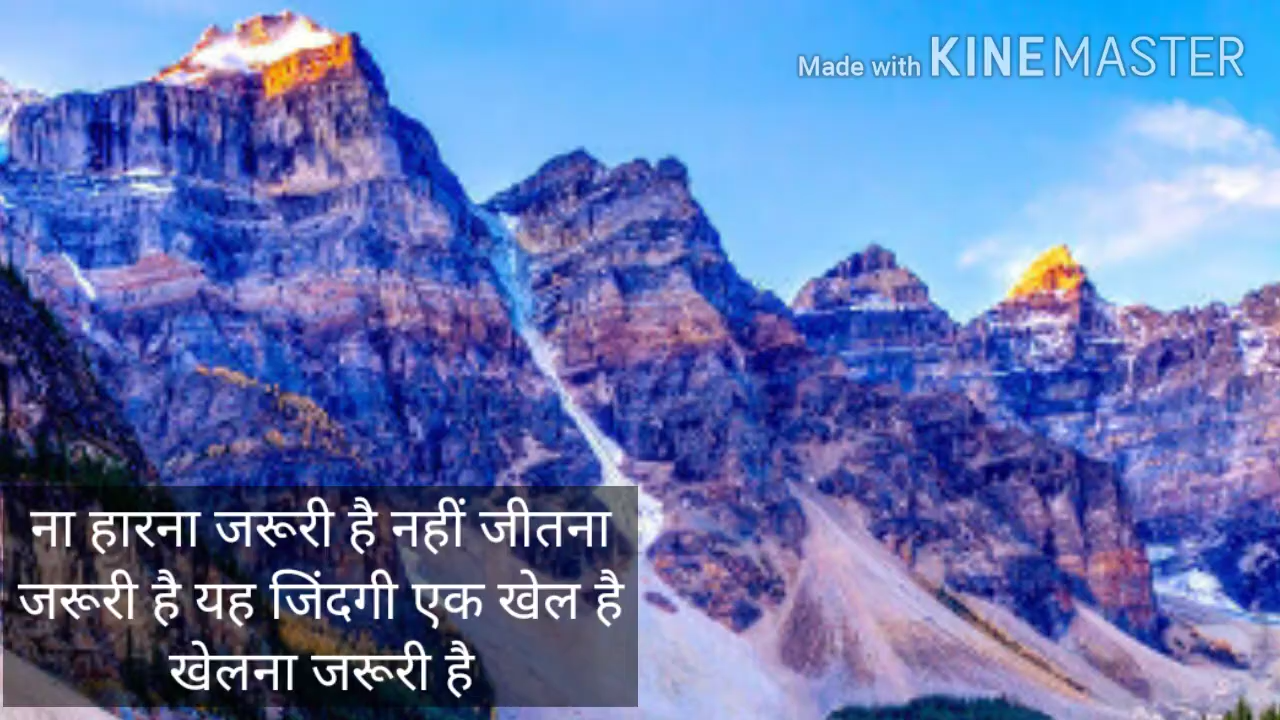 Made with KINEMASTER
ना हारना जरूरी है नहीं जीतना
जरूरी है यह जिंदगी एक खेल है
खेलना जरूरी है